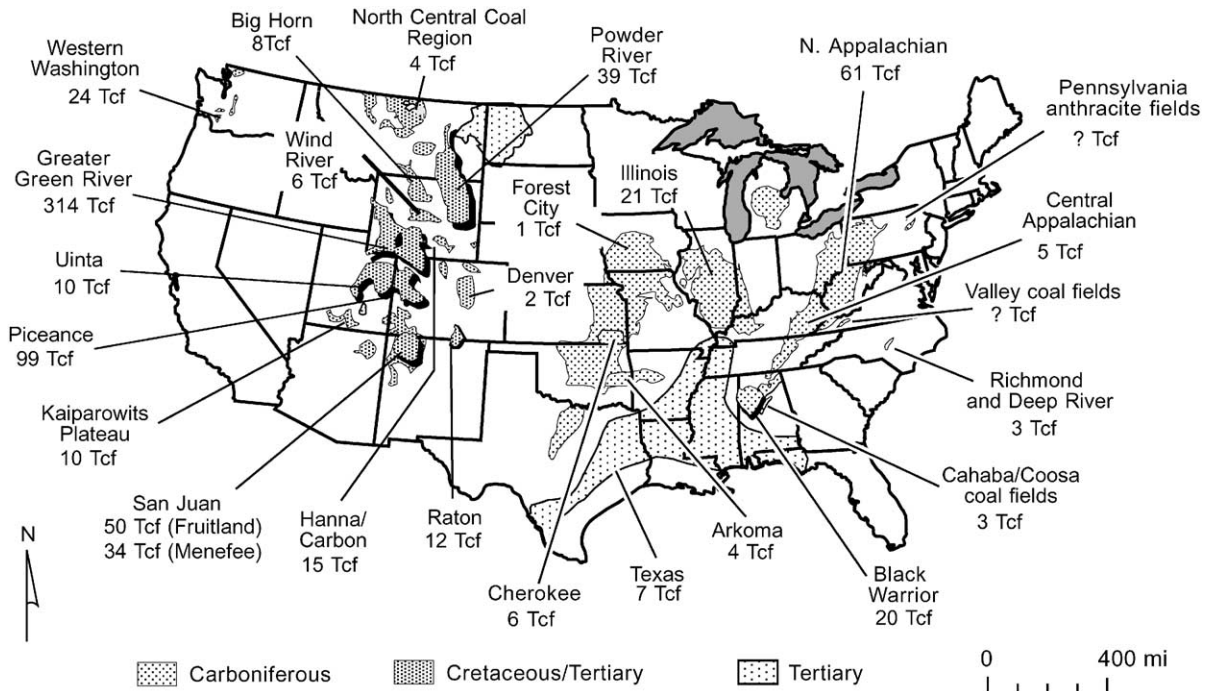 Big Horn
8Tcf
North Central Coal
Region
4 Tcf
Powder
River
39 Tcf
N. Appalachian
61 Tcf
Western
Washington
24 Tcf
Pennsylvania
anthracite fields
? Tcf
Wind
River
6 Tcf
Greater
Green River
314 Tcf
Forest
City
1 Tcf
Illinois
21 Tcf
Central
Appalachian
5 Tcf
Uinta
10 Tcf
Denver
2 Tcf
Valley coal fields
? Tcf
Piceance
99 Tcf
Richmond
and Deep River
3 Tcf
Kaiparowits
Plateau
10 Tcf
Cahaba/Coosa
coal fields
3 Tcf
San Juan
50 Tcf (Fruitland)
34 Tcf (Menefee)
Hanna/
Carbon
15 Tcf
Raton
12 Tcf
Cherokee
6 Tcf
Texas
7 Tcf
Arkoma
4 Tcf
Black
Warrior
20 Tcf
N
Carboniferous
Cretaceous/Tertiary
Tertiary
0 400 mi